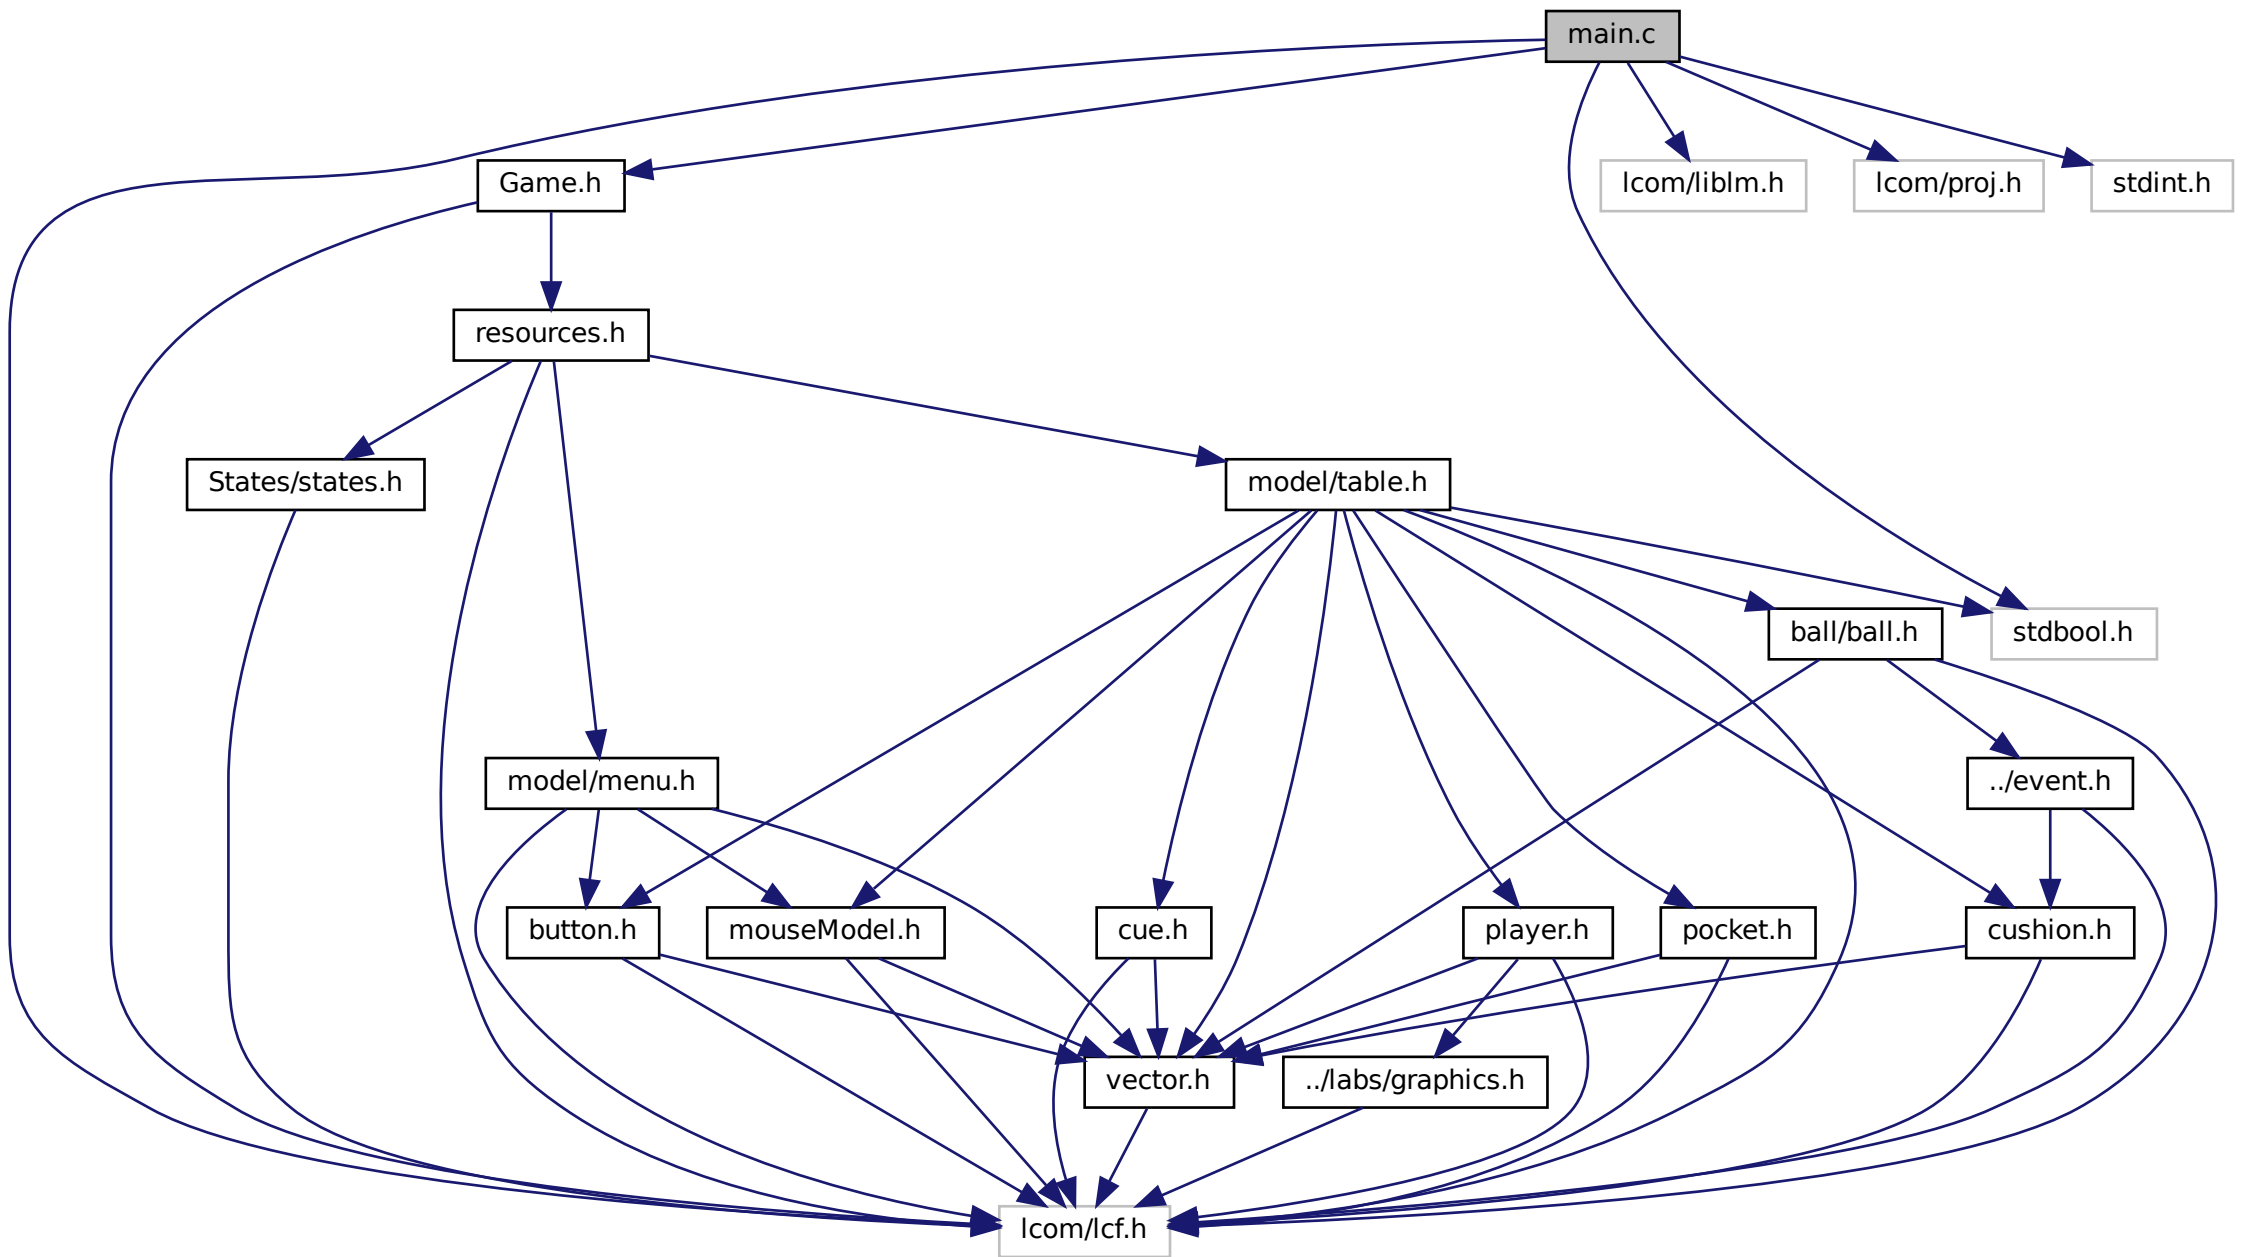 main.c
Game.h
lcom/liblm.h
lcom/proj.h
stdint.h
resources.h
States/states.h
model/table.h
ball/ball.h
stdbool.h
model/menu.h
../event.h
button.h
mouseModel.h
cue.h
player.h
pocket.h
cushion.h
vector.h
../labs/graphics.h
lcom/lcf.h